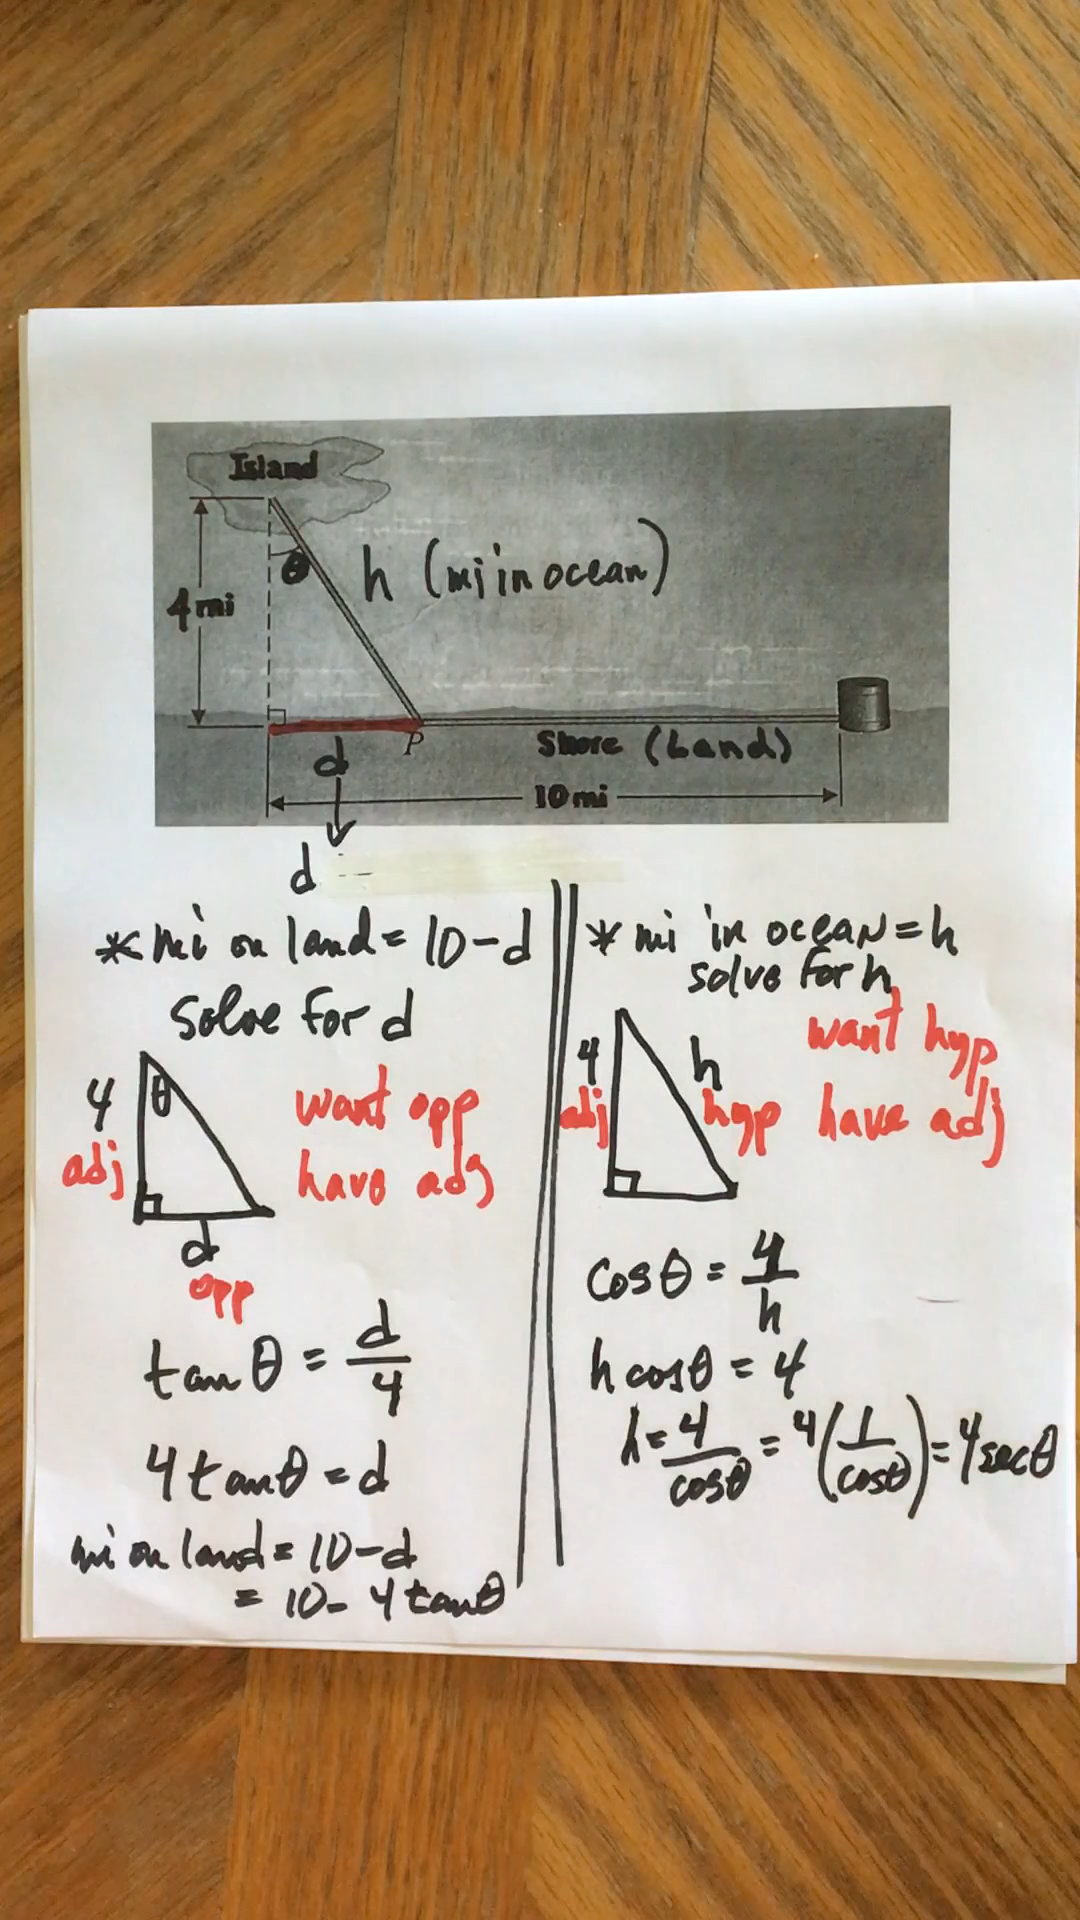 Island
θ
h (mi in ocean)
4 mi
P
d
Shore (Land)
10 mi
d =
* mi on land = 10 - d
solve for d
4
θ
adj
want opp
have adj
d
opp
tan θ = d/4
4 tan θ = d
mi on land = 10 - d
= 10 - 4 tan θ
* mi in ocean = h
solve for h
want hyp
4
h
adj
hyp
have adj
cos θ = 4/h
h cos θ = 4
h = 4/cos θ = 4(1/cos θ) = 4 sec θ